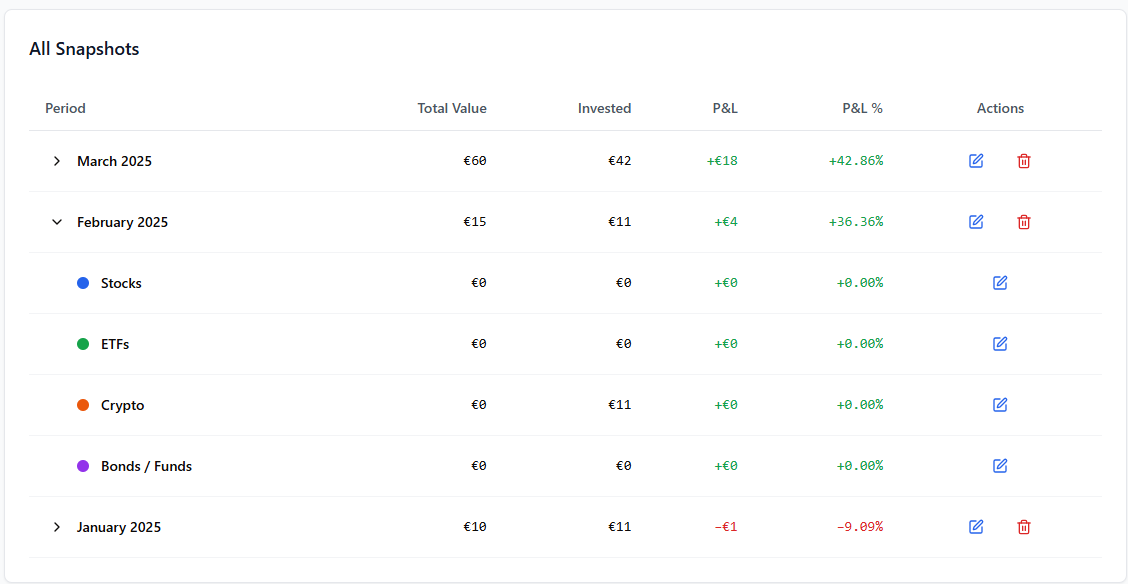 All Snapshots
Period Total Value Invested P&L P&L % Actions
March 2025 €60 €42 +€18 +42.86%
February 2025 €15 €11 +€4 +36.36%
Stocks €0 €0 +€0 +0.00%
ETFs €0 €0 +€0 +0.00%
Crypto €0 €11 +€0 +0.00%
Bonds / Funds €0 €0 +€0 +0.00%
January 2025 €10 €11 -€1 -9.09%